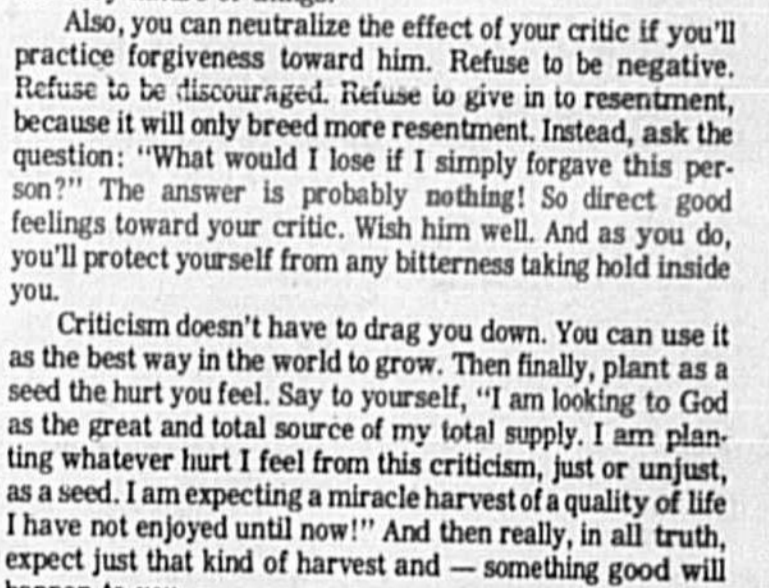 Also, you can neutralize the effect of your critic if you'll
practice forgiveness toward him. Refuse to be negative.
Refuse to be discouraged. Refuse to give in to resentment,
because it will only breed more resentment. Instead, ask the
question: "What would I lose if I simply forgave this per-
son?" The answer is probably nothing! So direct good
feelings toward your critic. Wish him well. And as you do,
you'll protect yourself from any bitterness taking hold inside
you.
Criticism doesn't have to drag you down. You can use it
as the best way in the world to grow. Then finally, plant as a
seed the hurt you feel. Say to yourself, "I am looking to God
as the great and total source of my total supply. I am plan-
ting whatever hurt I feel from this criticism, just or unjust,
as a seed. I am expecting a miracle harvest of a quality of life
I have not enjoyed until now!" And then really, in all truth,
expect just that kind of harvest and — something good will